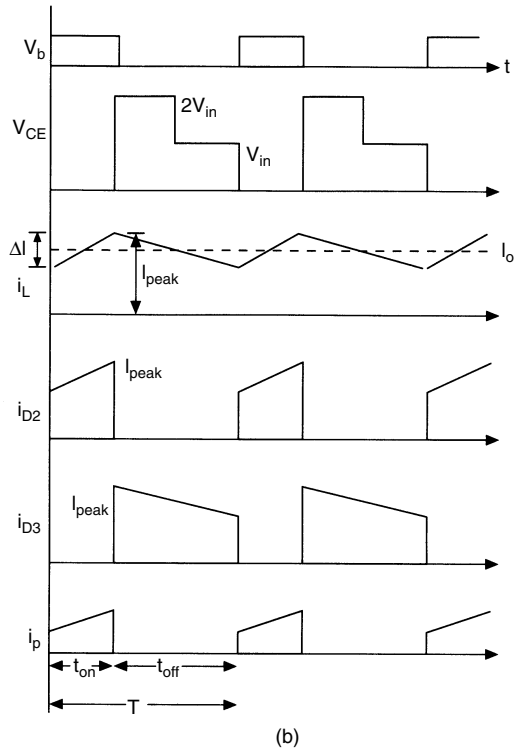 V_b
t
2V_in
V_CE
V_in
ΔI
I_o
I_peak
i_L
I_peak
i_D2
I_peak
i_D3
i_p
t_on t_off
T
(b)